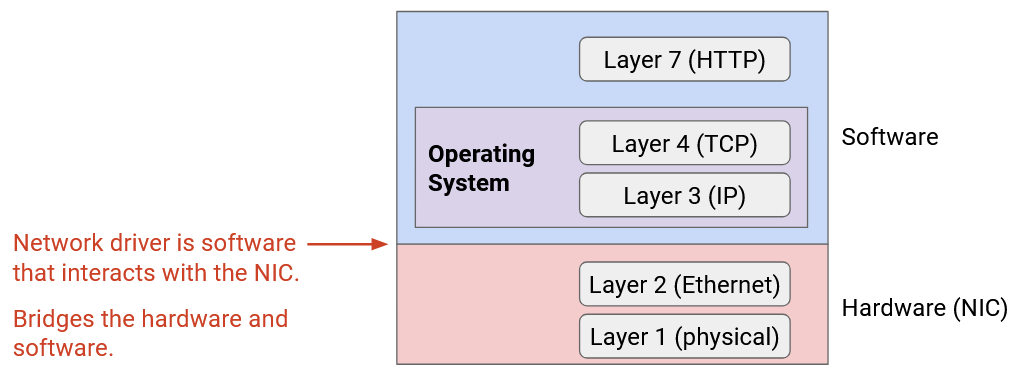 Layer 7 (HTTP)
Operating
System
Layer 4 (TCP)
Layer 3 (IP)
Software
Network driver is software
that interacts with the NIC.
Bridges the hardware and
software.
Layer 2 (Ethernet)
Layer 1 (physical)
Hardware (NIC)